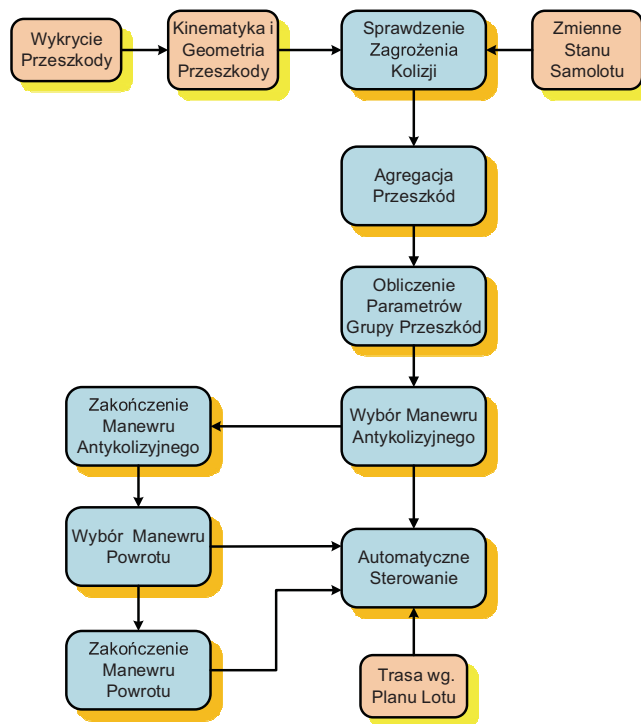 Wykrycie
Przeszkody
Kinematyka i
Geometria
Przeszkody
Sprawdzenie
Zagrożenia
Kolizji
Zmienne
Stanu
Samolotu
Agregacja
Przeszkód
Obliczenie
Parametrów
Grupy Przeszkód
Zakończenie
Manewru
Antykolizyjnego
Wybór Manewru
Antykolizyjnego
Wybór Manewru
Powrotu
Automatyczne
Sterowanie
Zakończenie
Manewru
Powrotu
Trasa wg.
Planu Lotu